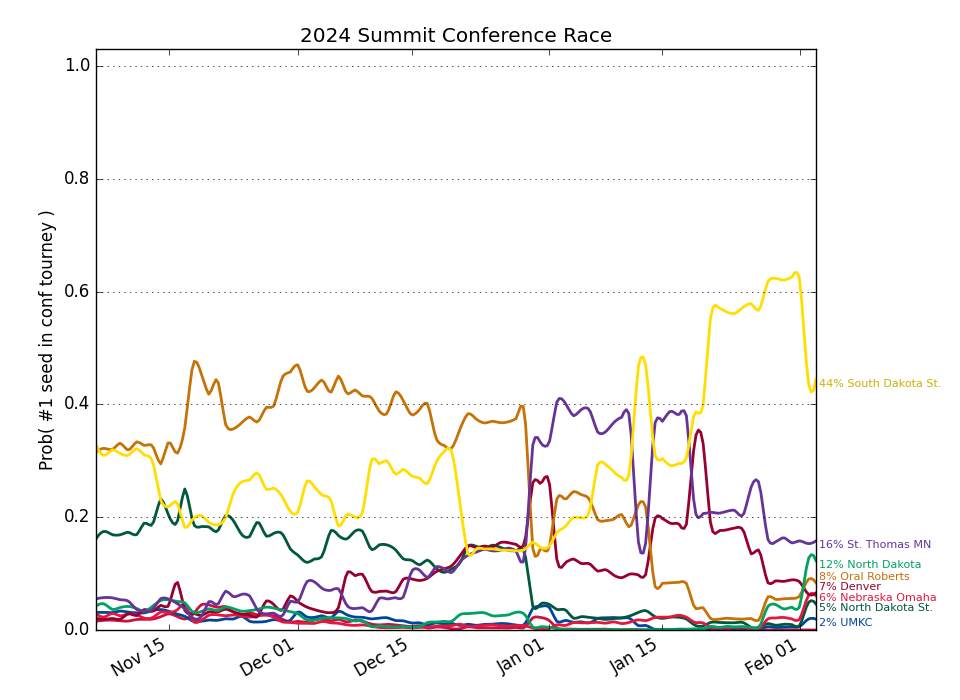 2024 Summit Conference Race
Prob( #1 seed in conf tourney )
1.0
0.8
0.6
0.4
0.2
0.0
Nov 15
Dec 01
Dec 15
Jan 01
Jan 15
Feb 01
44% South Dakota St.
16% St. Thomas MN
12% North Dakota
8% Oral Roberts
7% Denver
6% Nebraska Omaha
5% North Dakota St.
2% UMKC